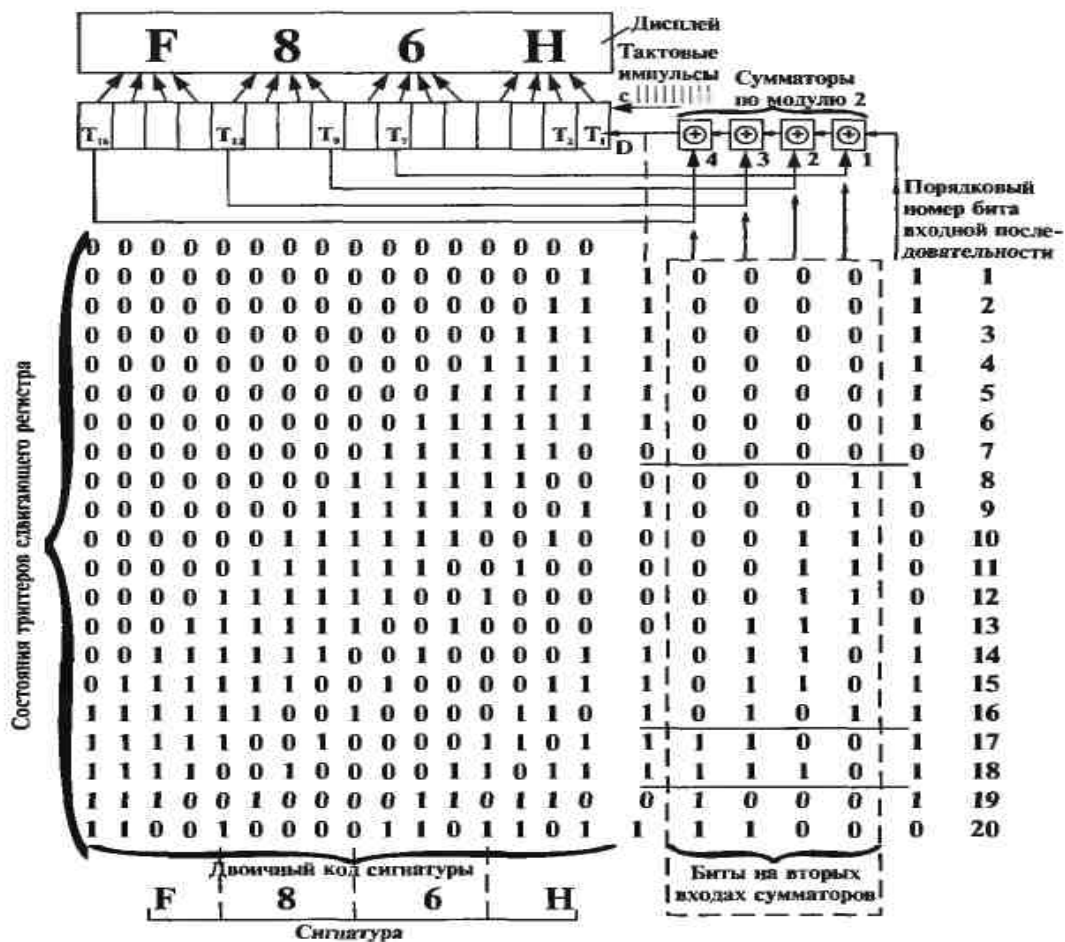 F 8 6 H
Дисплей
Тактовые
импульсы
с
Сумматоры
по модулю 2
T16 T12 T9 T7 T2 T1 D
4 3 2 1
Порядковый
номер бита
входной после-
довательности
Состояния триггеров сдвигающего регистра
0 0 0 0 0 0 0 0 0 0 0 0 0 0 0 0
0 0 0 0 0 0 0 0 0 0 0 0 0 0 0 1 1 0 0 0 0 1 1
0 0 0 0 0 0 0 0 0 0 0 0 0 0 1 1 1 0 0 0 0 1 2
0 0 0 0 0 0 0 0 0 0 0 0 0 1 1 1 1 0 0 0 0 1 3
0 0 0 0 0 0 0 0 0 0 0 0 1 1 1 1 1 0 0 0 0 1 4
0 0 0 0 0 0 0 0 0 0 0 1 1 1 1 1 1 0 0 0 0 1 5
0 0 0 0 0 0 0 0 0 0 1 1 1 1 1 1 1 0 0 0 0 1 6
0 0 0 0 0 0 0 0 0 1 1 1 1 1 1 0 0 0 0 0 0 0 7
0 0 0 0 0 0 0 0 1 1 1 1 1 1 0 0 0 0 0 0 1 1 8
0 0 0 0 0 0 0 1 1 1 1 1 1 0 0 1 1 0 0 0 1 0 9
0 0 0 0 0 0 1 1 1 1 1 1 0 0 1 0 0 0 0 1 1 0 10
0 0 0 0 0 1 1 1 1 1 1 0 0 1 0 0 0 0 0 1 1 0 11
0 0 0 0 1 1 1 1 1 1 0 0 1 0 0 0 0 0 0 1 1 0 12
0 0 0 1 1 1 1 1 1 0 0 1 0 0 0 0 0 0 1 1 1 1 13
0 0 1 1 1 1 1 1 0 0 1 0 0 0 0 1 1 0 1 1 0 1 14
0 1 1 1 1 1 1 0 0 1 0 0 0 0 1 1 1 0 1 1 0 1 15
1 1 1 1 1 1 0 0 1 0 0 0 0 1 1 0 1 0 1 0 1 1 16
1 1 1 1 1 0 0 1 0 0 0 0 1 1 0 1 1 1 1 0 0 1 17
1 1 1 1 0 0 1 0 0 0 0 1 1 0 1 1 1 1 1 1 0 1 18
1 1 1 0 0 1 0 0 0 0 1 1 0 1 1 0 0 1 0 0 0 1 19
1 1 0 0 1 0 0 0 0 1 1 0 1 1 0 1 1 1 1 0 0 0 20
Двоичный код сигнатуры
F 8 6 H
Сигнатура
Биты на вторых
входах сумматоров